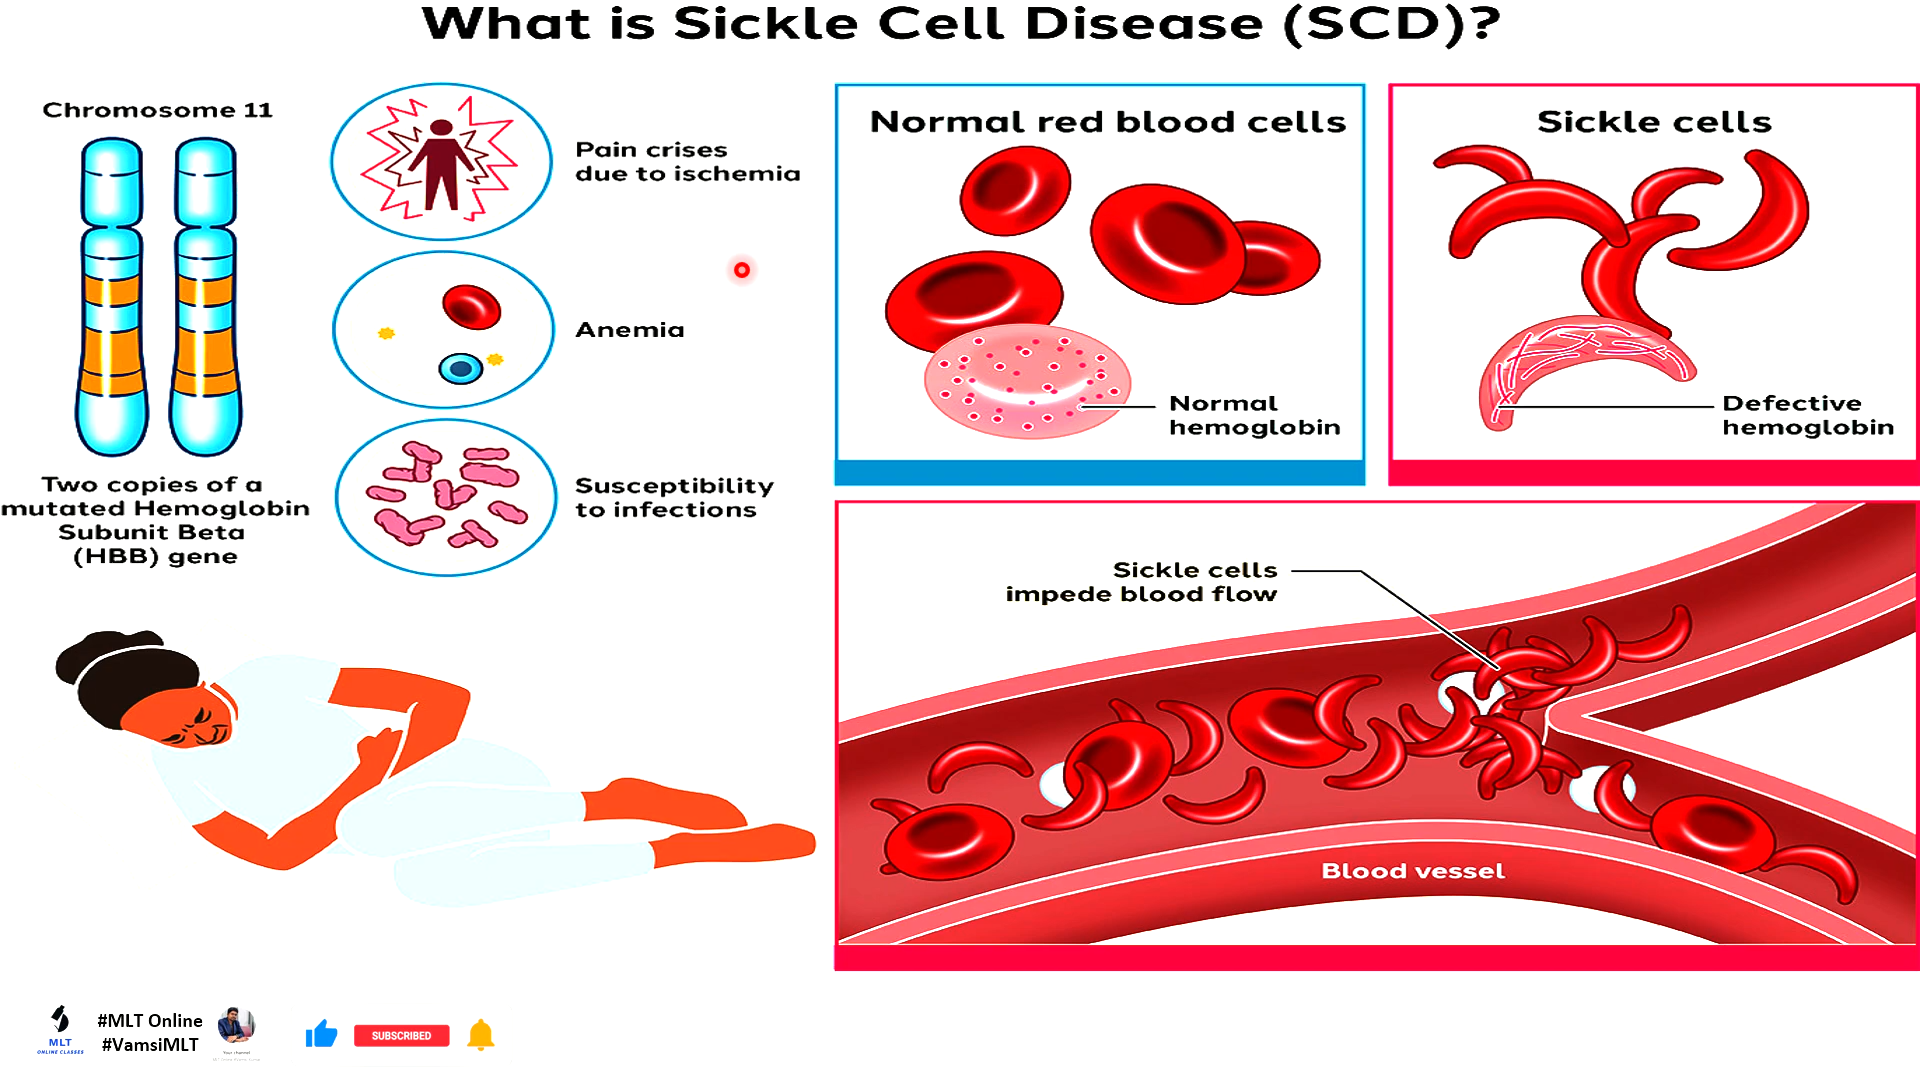 What is Sickle Cell Disease (SCD)?
Chromosome 11
Two copies of a
mutated Hemoglobin
Subunit Beta
(HBB) gene
Pain crises
due to ischemia
Anemia
Susceptibility
to infections
Normal red blood cells
Normal
hemoglobin
Sickle cells
Defective
hemoglobin
Sickle cells
impede blood flow
Blood vessel
MLT
ONLINE CLASSES
#MLT Online
#VamsiMLT
Your channel
SUBSCRIBED